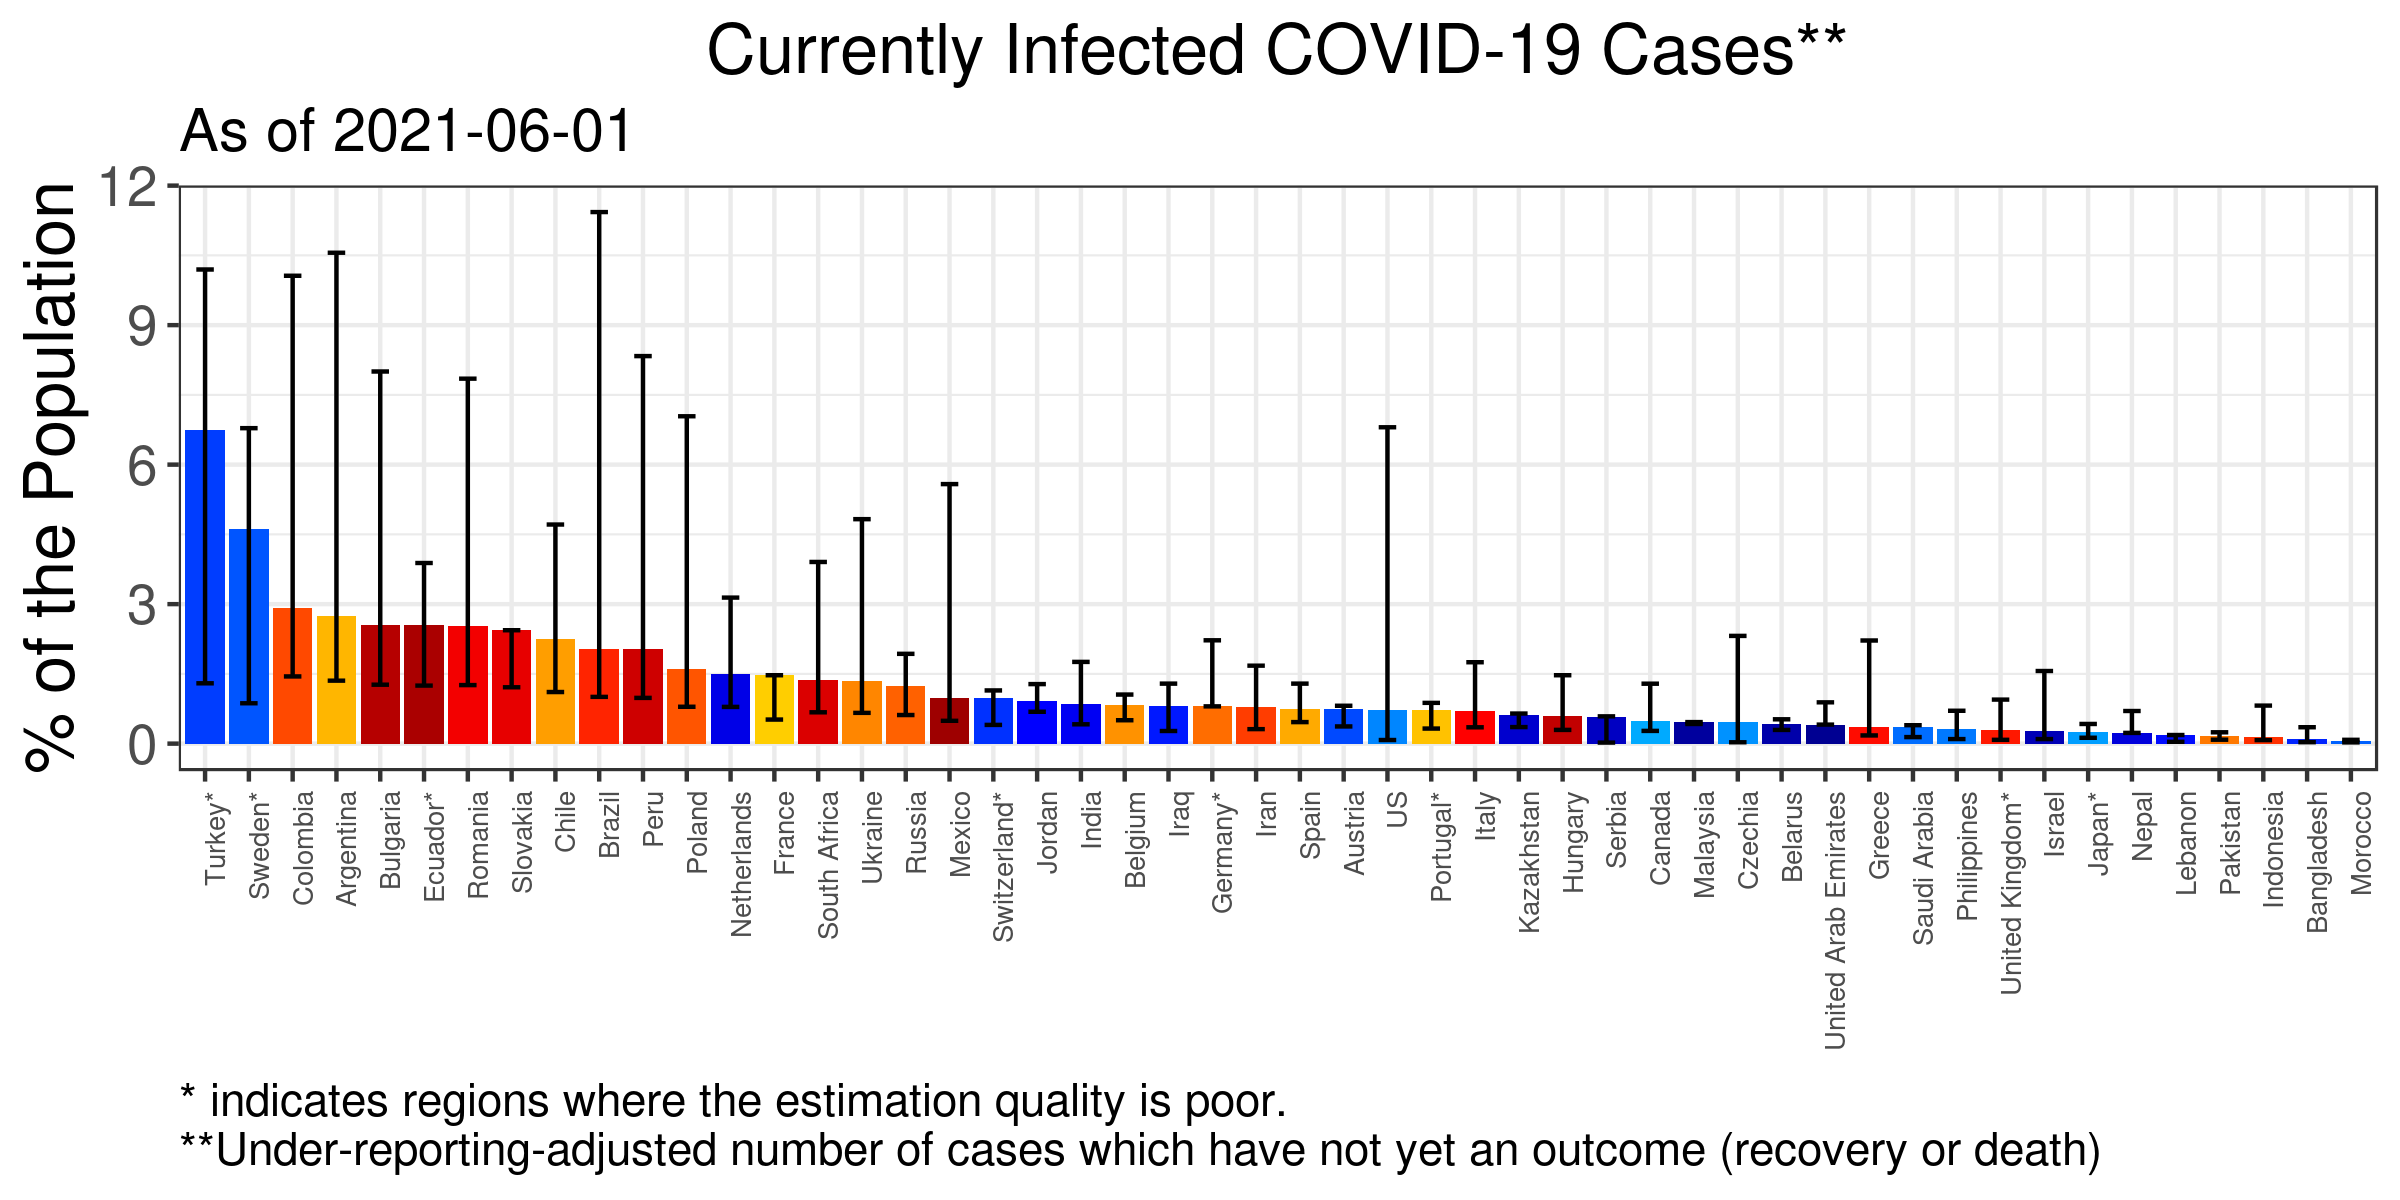 Currently Infected COVID-19 Cases**
As of 2021-06-01
% of the Population
12
9
6
3
0
Turkey*
Sweden*
Colombia
Argentina
Bulgaria
Ecuador*
Romania
Slovakia
Chile
Brazil
Peru
Poland
Netherlands
France
South Africa
Ukraine
Russia
Mexico
Switzerland*
Jordan
India
Belgium
Iraq
Germany*
Iran
Spain
Austria
US
Portugal*
Italy
Kazakhstan
Hungary
Serbia
Canada
Malaysia
Czechia
Belarus
United Arab Emirates
Greece
Saudi Arabia
Philippines
United Kingdom*
Israel
Japan*
Nepal
Lebanon
Pakistan
Indonesia
Bangladesh
Morocco
* indicates regions where the estimation quality is poor.
**Under-reporting-adjusted number of cases which have not yet an outcome (recovery or death)